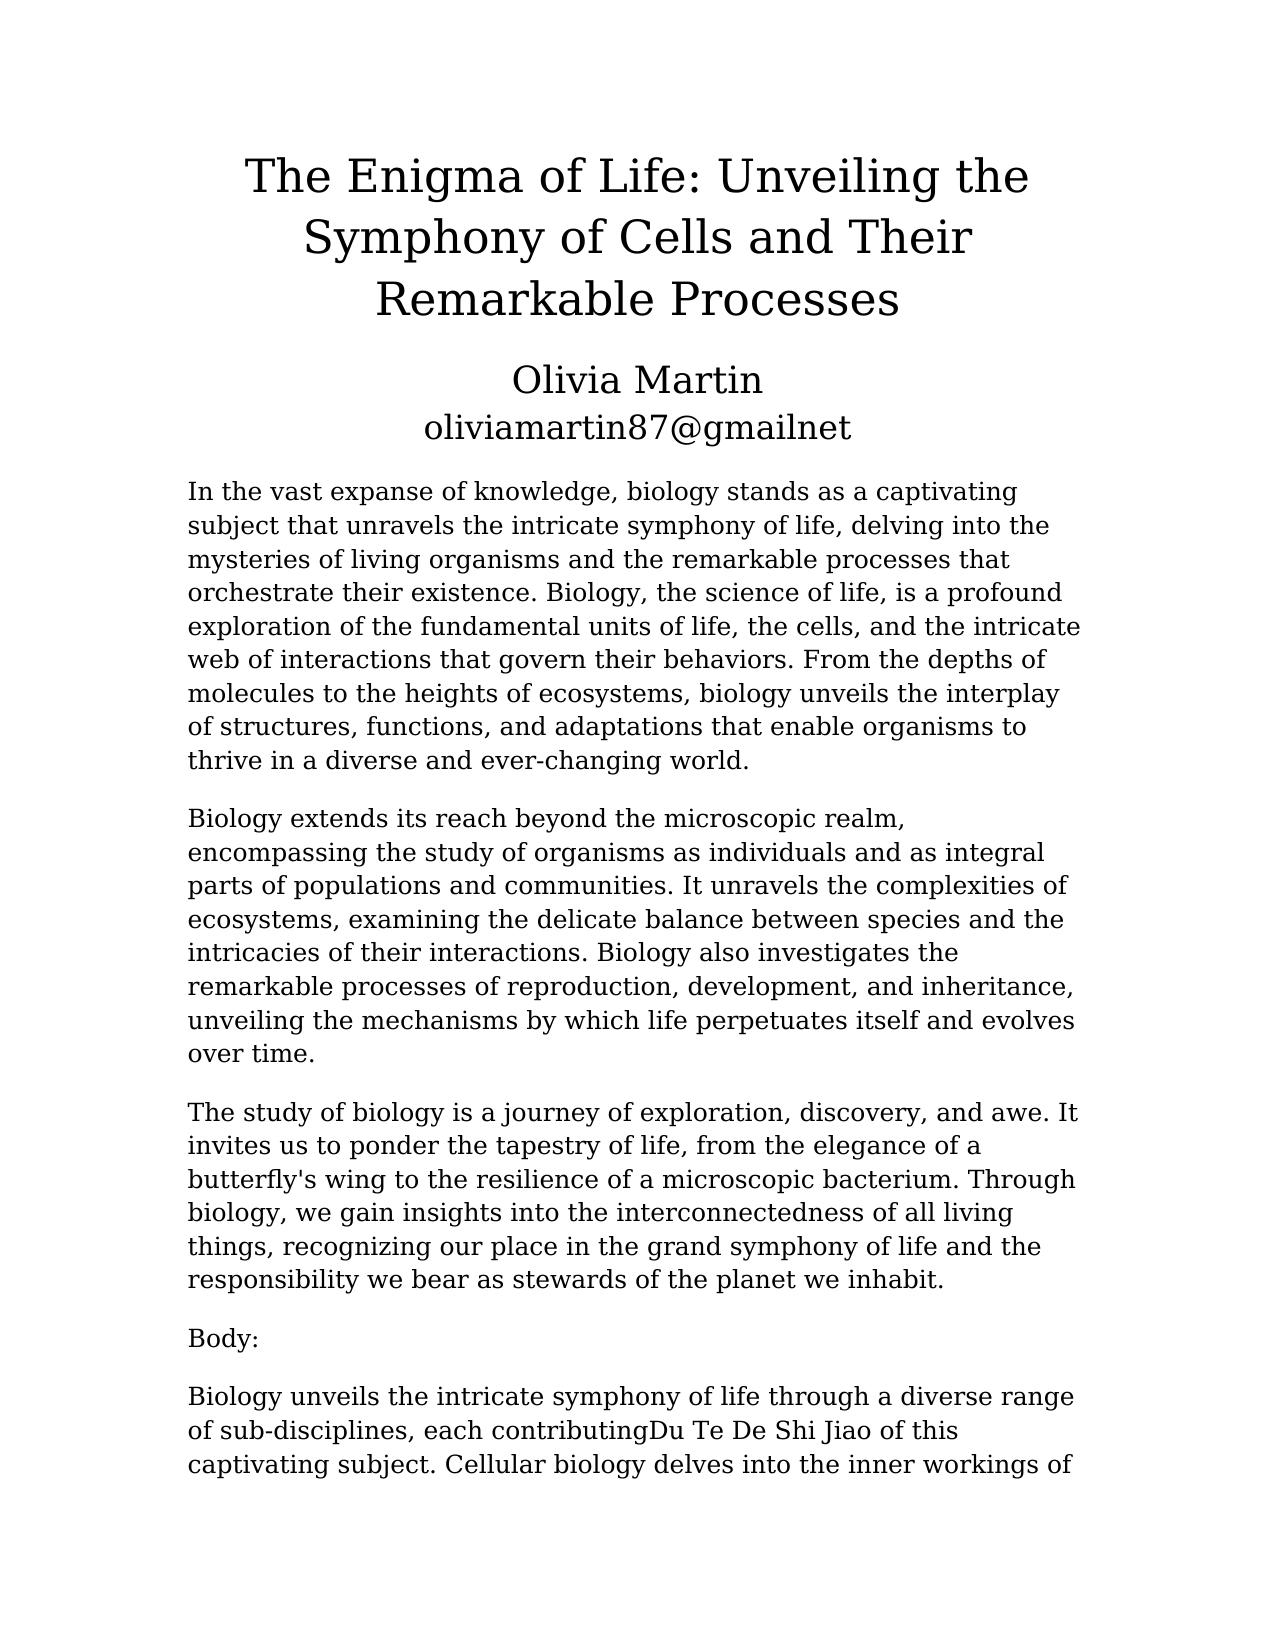 The Enigma of Life: Unveiling the
Symphony of Cells and Their
Remarkable Processes
Olivia Martin
oliviamartin87@gmailnet
In the vast expanse of knowledge, biology stands as a captivating
subject that unravels the intricate symphony of life, delving into the
mysteries of living organisms and the remarkable processes that
orchestrate their existence. Biology, the science of life, is a profound
exploration of the fundamental units of life, the cells, and the intricate
web of interactions that govern their behaviors. From the depths of
molecules to the heights of ecosystems, biology unveils the interplay
of structures, functions, and adaptations that enable organisms to
thrive in a diverse and ever-changing world.
Biology extends its reach beyond the microscopic realm,
encompassing the study of organisms as individuals and as integral
parts of populations and communities. It unravels the complexities of
ecosystems, examining the delicate balance between species and the
intricacies of their interactions. Biology also investigates the
remarkable processes of reproduction, development, and inheritance,
unveiling the mechanisms by which life perpetuates itself and evolves
over time.
The study of biology is a journey of exploration, discovery, and awe. It
invites us to ponder the tapestry of life, from the elegance of a
butterfly's wing to the resilience of a microscopic bacterium. Through
biology, we gain insights into the interconnectedness of all living
things, recognizing our place in the grand symphony of life and the
responsibility we bear as stewards of the planet we inhabit.
Body:
Biology unveils the intricate symphony of life through a diverse range
of sub-disciplines, each contributingDu Te De Shi Jiao of this
captivating subject. Cellular biology delves into the inner workings of